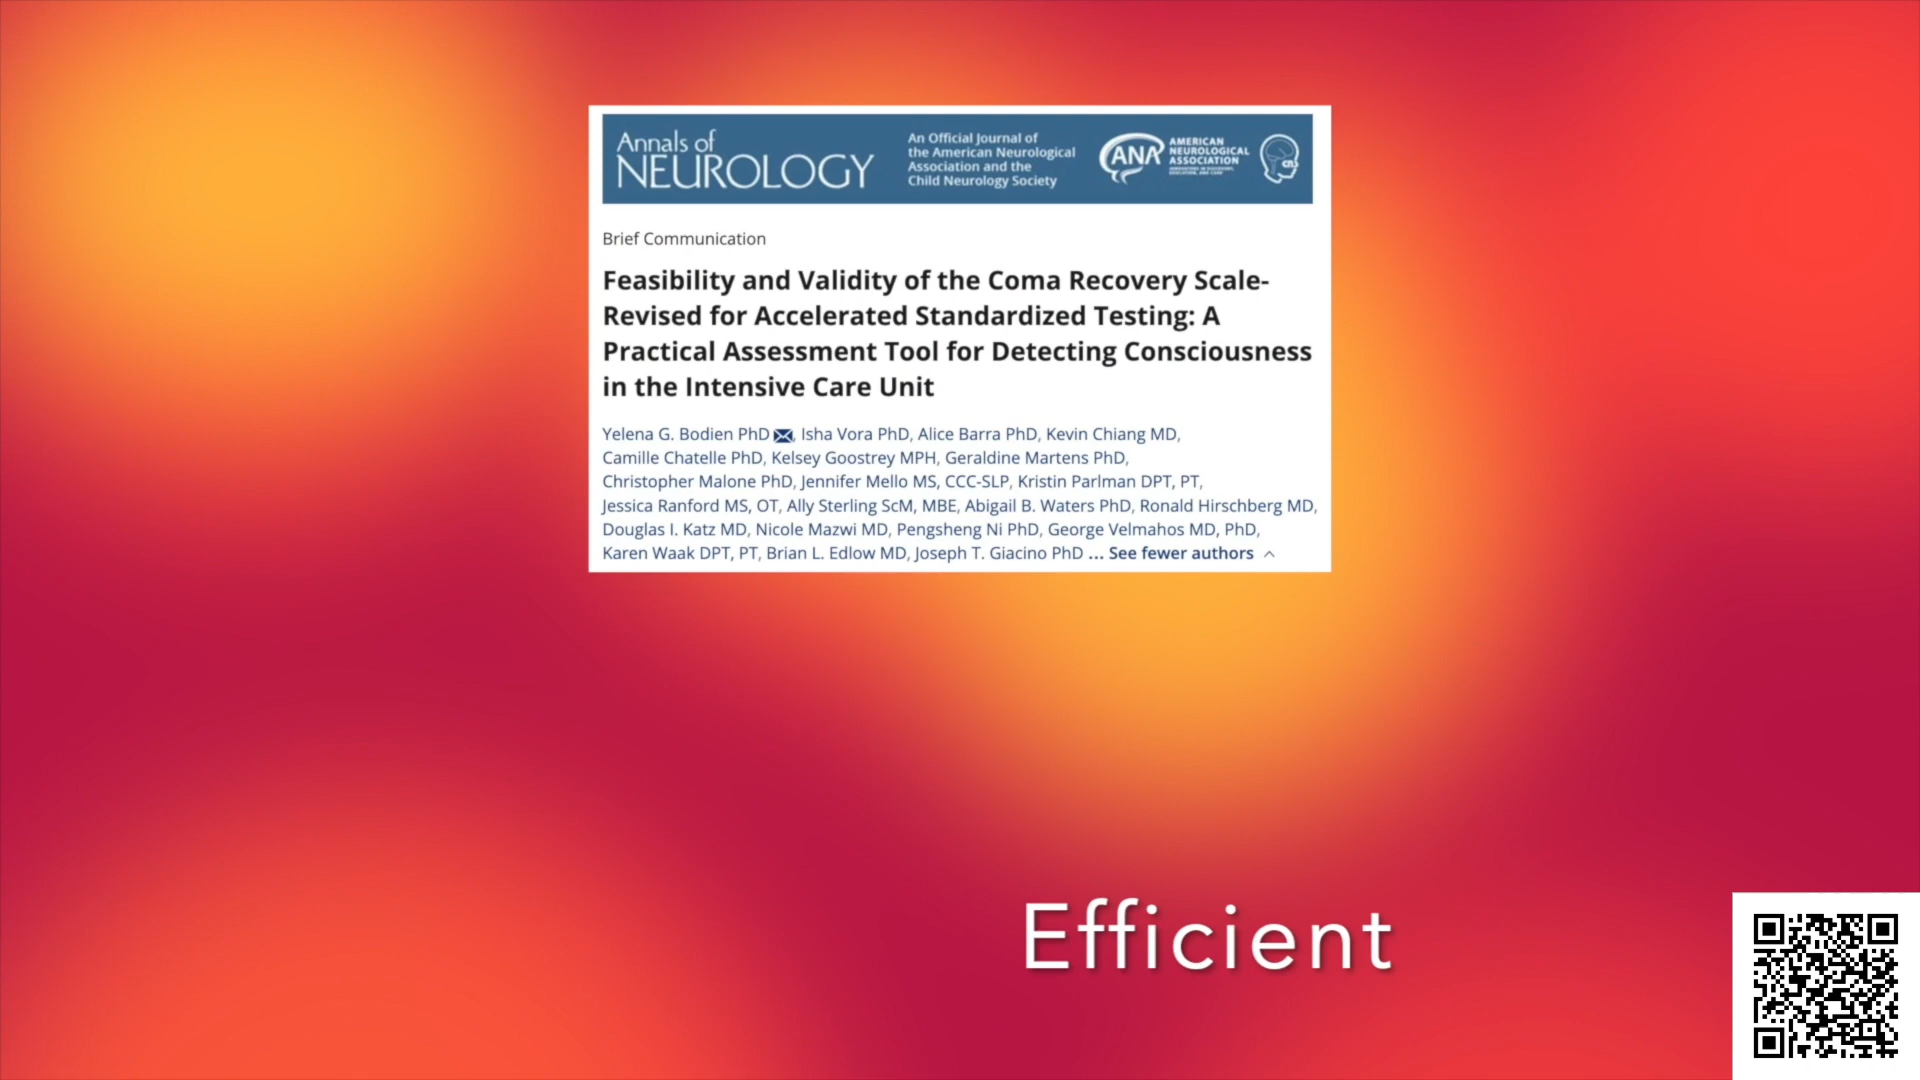 Annals of
NEUROLOGY
An Official Journal of
the American Neurological
Association and the
Child Neurology Society
ANA
AMERICAN
NEUROLOGICAL
ASSOCIATION
Brief Communication
Feasibility and Validity of the Coma Recovery Scale-
Revised for Accelerated Standardized Testing: A
Practical Assessment Tool for Detecting Consciousness
in the Intensive Care Unit
Yelena G. Bodien PhD, Isha Vora PhD, Alice Barra PhD, Kevin Chiang MD,
Camille Chatelle PhD, Kelsey Goostrey MPH, Geraldine Martens PhD,
Christopher Malone PhD, Jennifer Mello MS, CCC-SLP, Kristin Parlman DPT, PT,
Jessica Ranford MS, OT, Ally Sterling ScM, MBE, Abigail B. Waters PhD, Ronald Hirschberg MD,
Douglas I. Katz MD, Nicole Mazwi MD, Pengsheng Ni PhD, George Velmahos MD, PhD,
Karen Waak DPT, PT, Brian L. Edlow MD, Joseph T. Giacino PhD ... See fewer authors
Efficient